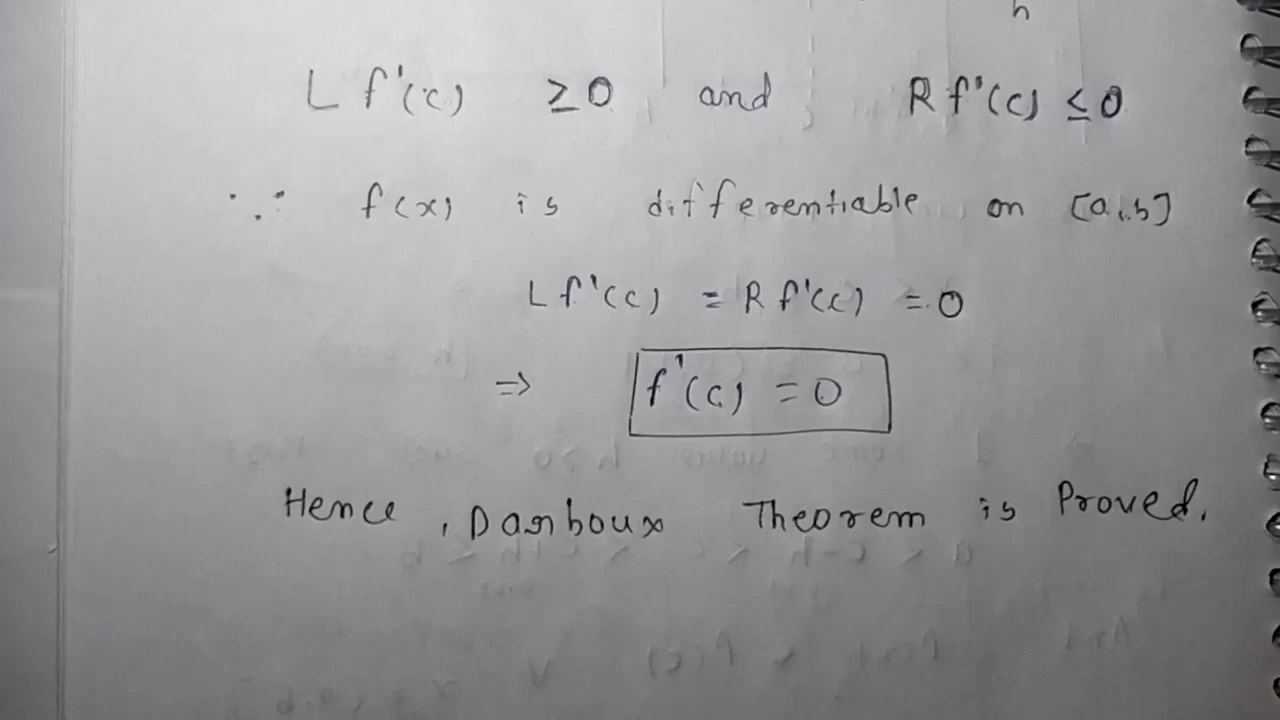 h
L f'(c) ≥0 and R f'(c) ≤0
∵ f(x) is differentiable on [a,b]
L f'(c) = R f'(c) = 0
⇒ f'(c) = 0
Hence, Darboux Theorem is Proved.